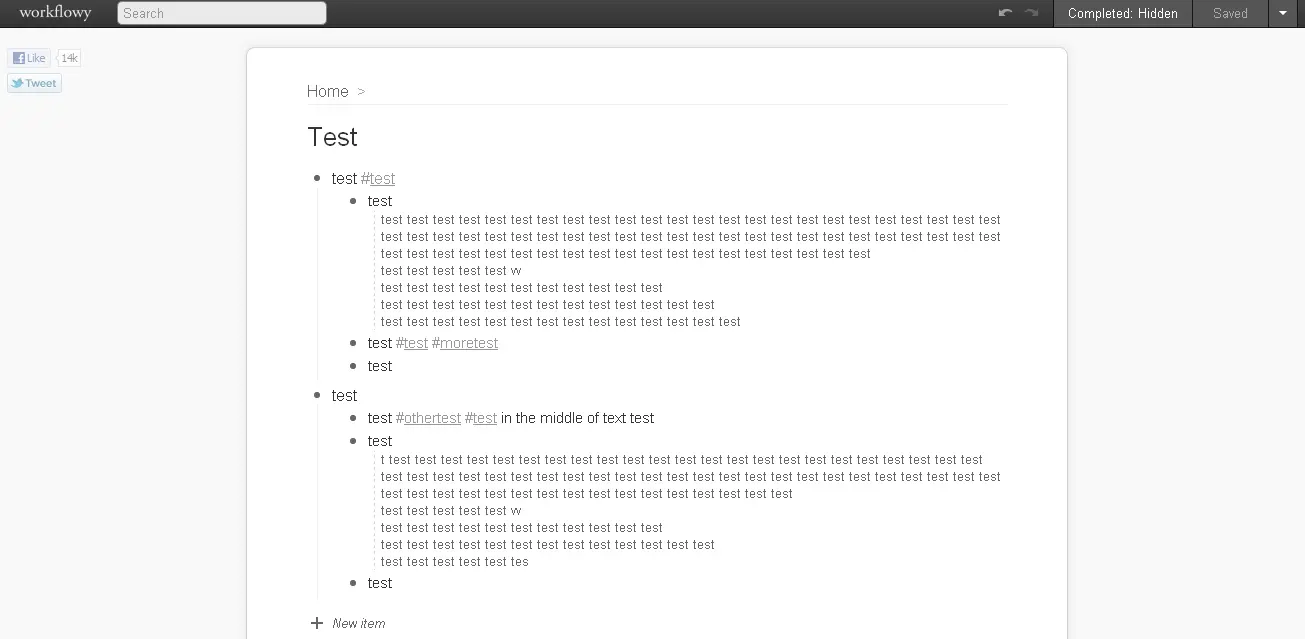 workflowy
Search
Completed: Hidden
Saved
Like
14k
Tweet
Home >
Test
test #test
test
test test test test test test test test test test test test test test test test test test test test test test test test
test test test test test test test test test test test test test test test test test test test test test test test test
test test test test test test test test test test test test test test test test test test test
test test test test test w
test test test test test test test test test test test
test test test test test test test test test test test test test
test test test test test test test test test test test test test test
test #test #moretest
test
test
test #othertest #test in the middle of text test
test
t test test test test test test test test test test test test test test test test test test test test test test test
test test test test test test test test test test test test test test test test test test test test test test test test
test test test test test test test test test test test test test test test test
test test test test test w
test test test test test test test test test test test
test test test test test test test test test test test test test
test test test test test tes
test
New item